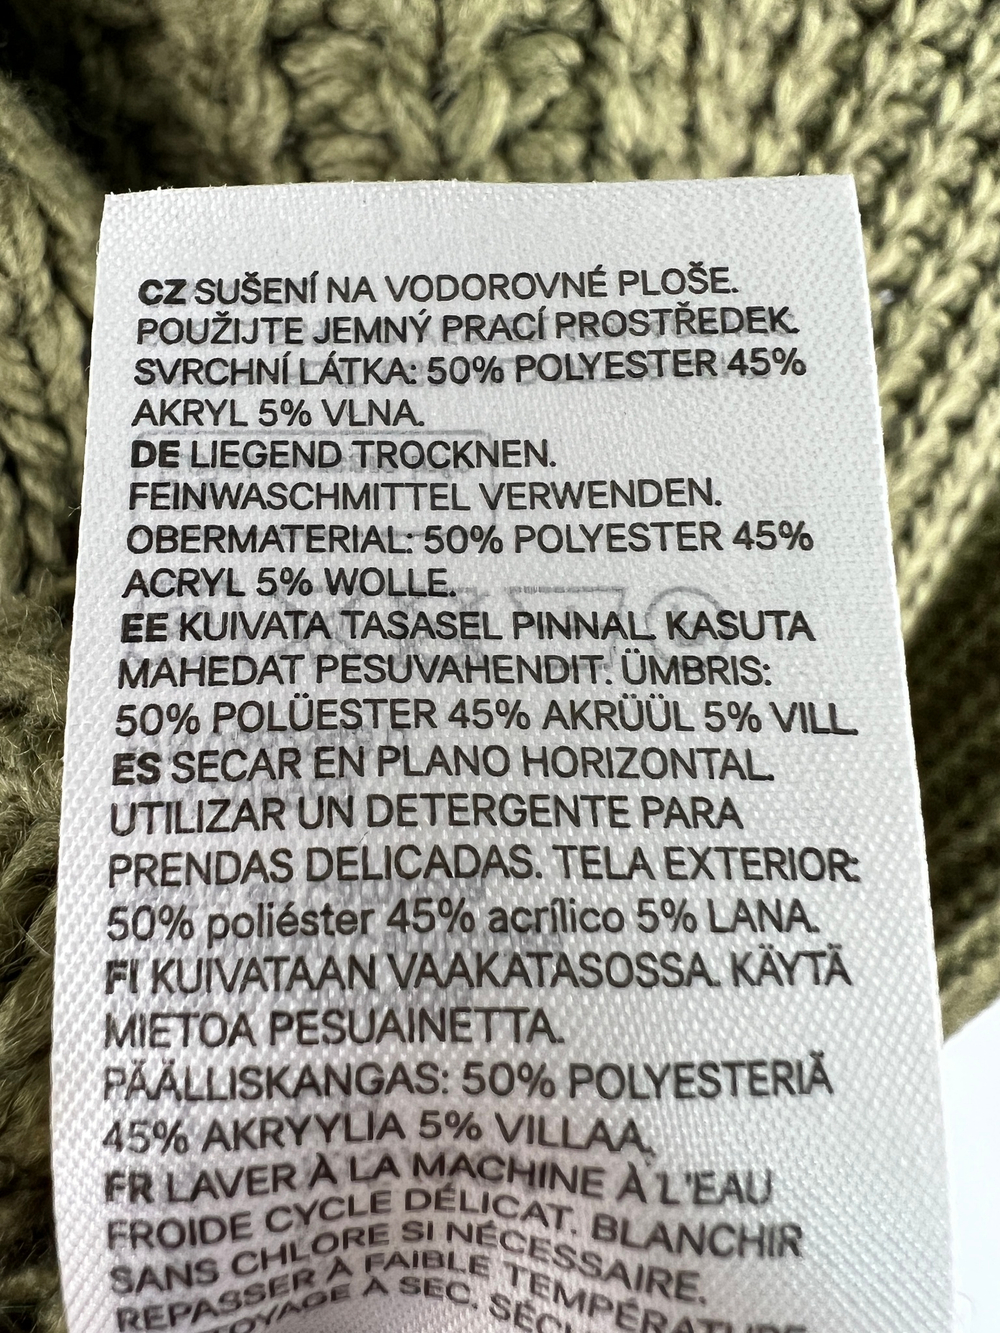 CZ SUŠENÍ NA VODOROVNÉ PLOŠE.
POUŽIJTE JEMNÝ PRACÍ PROSTŘEDEK.
SVRCHNÍ LÁTKA: 50% POLYESTER 45%
AKRYL 5% VLNA.
DE LIEGEND TROCKNEN.
FEINWASCHMITTEL VERWENDEN.
OBERMATERIAL: 50% POLYESTER 45%
ACRYL 5% WOLLE.
EE KUIVATA TASASEL PINNAL. KASUTA
MAHEDAT PESUVAHENDIT. ÜMBRIS:
50% POLÜESTER 45% AKRÜÜL 5% VILL.
ES SECAR EN PLANO HORIZONTAL.
UTILIZAR UN DETERGENTE PARA
PRENDAS DELICADAS. TELA EXTERIOR:
50% poliéster 45% acrílico 5% LANA.
FI KUIVATAAN VAAKATASOSSA. KÄYTÄ
MIETOA PESUAINETTA.
PÄÄLLISKANGAS: 50% POLYESTERIÄ
45% AKRYYLIA 5% VILLAA.
FR LAVER À LA MACHINE À L'EAU
FROIDE CYCLE DÉLICAT. BLANCHIR
SANS CHLORE SI NÉCESSAIRE.
REPASSER À FAIBLE
À SEC.